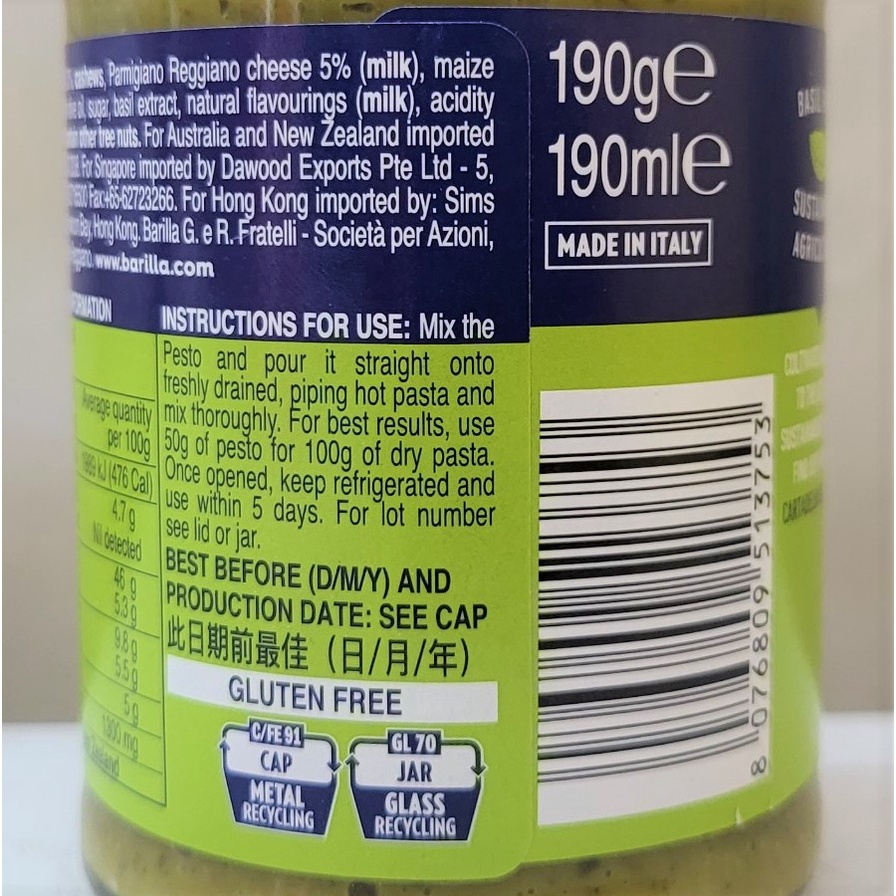 cashews, Parmigiano Reggiano cheese 5% (milk), maize
oil, sugar, basil extract, natural flavourings (milk), acidity
other tree nuts. For Australia and New Zealand imported
For Singapore imported by Dawood Exports Pte Ltd - 5,
Fax:+65-62723266. For Hong Kong imported by: Sims
Bay, Hong Kong. Barilla G. e R. Fratelli - Società per Azioni,
www.barilla.com
INSTRUCTIONS FOR USE: Mix the
Pesto and pour it straight onto
freshly drained, piping hot pasta and
mix thoroughly. For best results, use
50g of pesto for 100g of dry pasta.
Once opened, keep refrigerated and
use within 5 days. For lot number
see lid or jar.
BEST BEFORE (D/M/Y) AND
PRODUCTION DATE: SEE CAP
此日期前最佳（日/月/年）
GLUTEN FREE
C/FE 91
CAP
METAL
RECYCLING
GL 70
JAR
GLASS
RECYCLING
Average quantity
per 100g
kJ (476 Cal)
4.7 g
Nil detected
46 g
5.3 g
9.8 g
5.5 g
5 g
1300 mg
190g e
190ml e
MADE IN ITALY
8 076809 513753